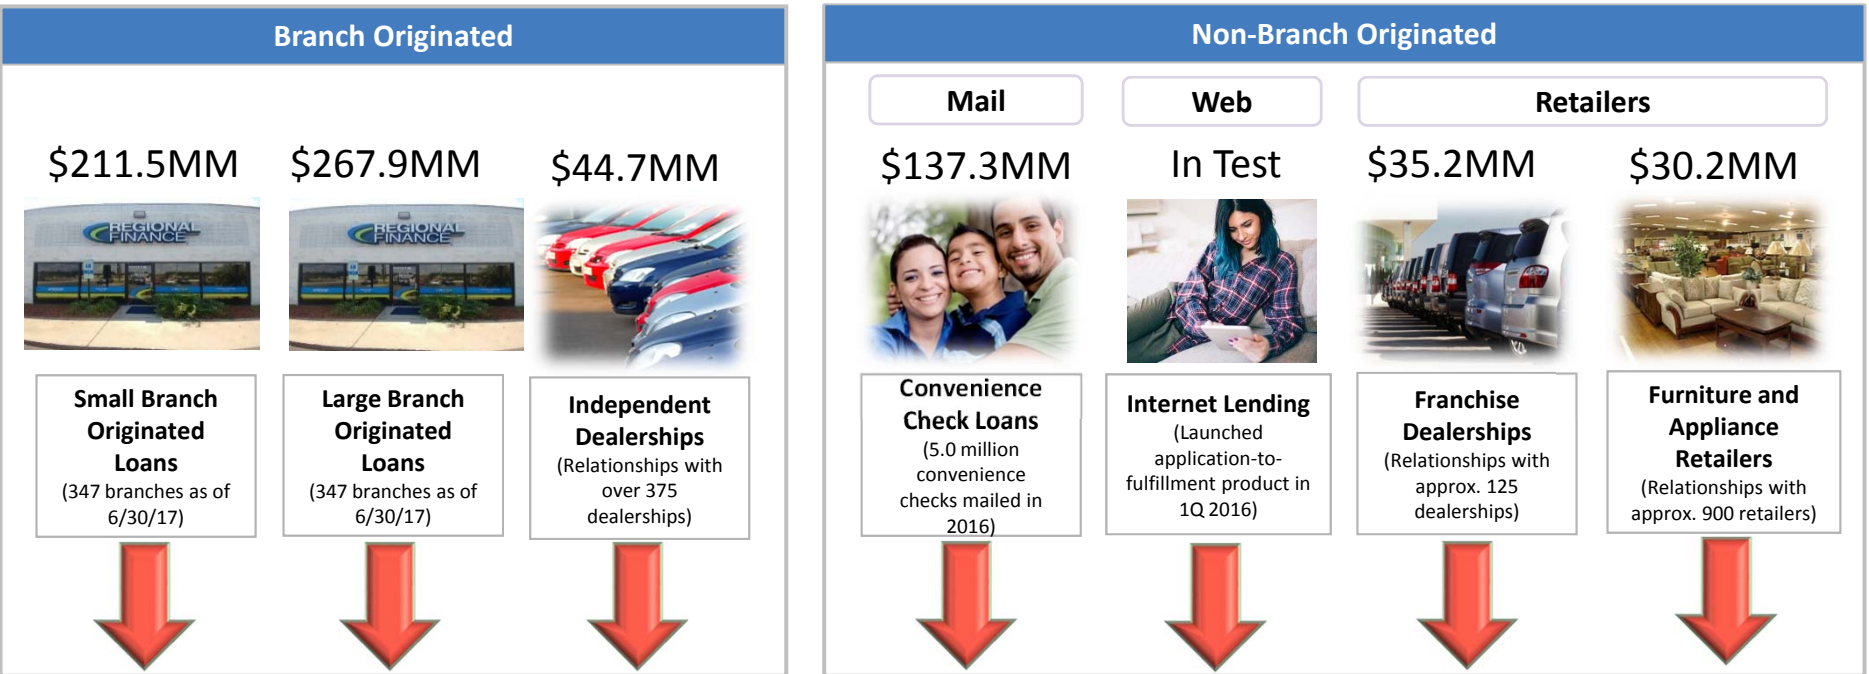 Branch Originated
$211.5MM
$267.9MM
$44.7MM
REGIONAL
FINANCE
REGIONAL
FINANCE
Small Branch
Originated
Loans
(347 branches as of
6/30/17)
Large Branch
Originated
Loans
(347 branches as of
6/30/17)
Independent
Dealerships
(Relationships with
over 375
dealerships)
Non-Branch Originated
Mail
Web
Retailers
$137.3MM
In Test
$35.2MM
$30.2MM
Convenience
Check Loans
(5.0 million
convenience
checks mailed in
2016)
Internet Lending
(Launched
application-to-
fulfillment product in
1Q 2016)
Franchise
Dealerships
(Relationships with
approx. 125
dealerships)
Furniture and
Appliance
Retailers
(Relationships with
approx. 900 retailers)